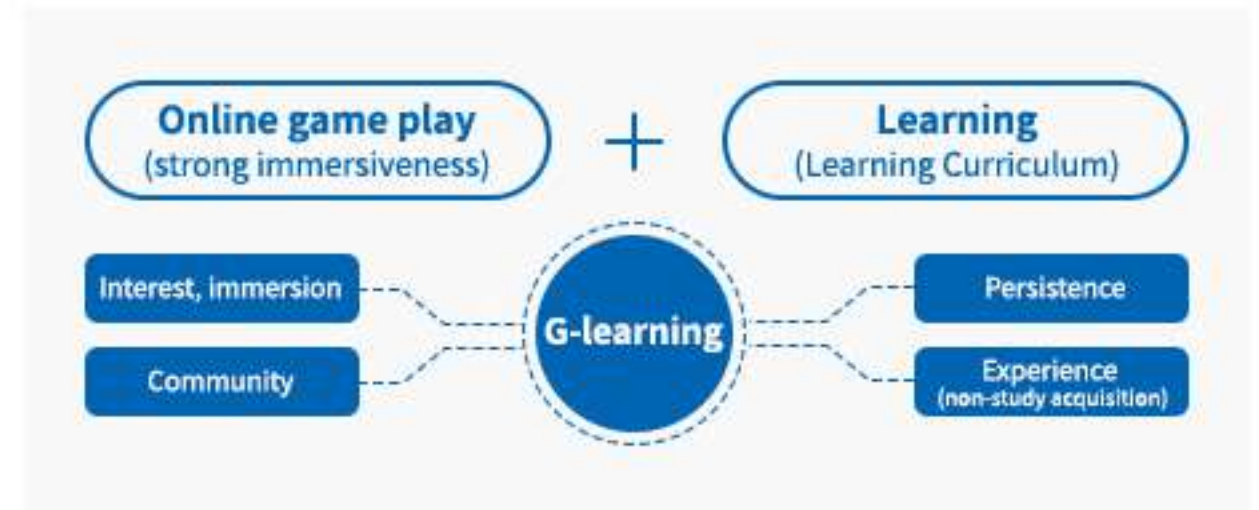 Online game play
(strong immersiveness)
+
Learning
(Learning Curriculum)
Interest, immersion
Community
G-learning
Persistence
Experience
(non-study acquisition)